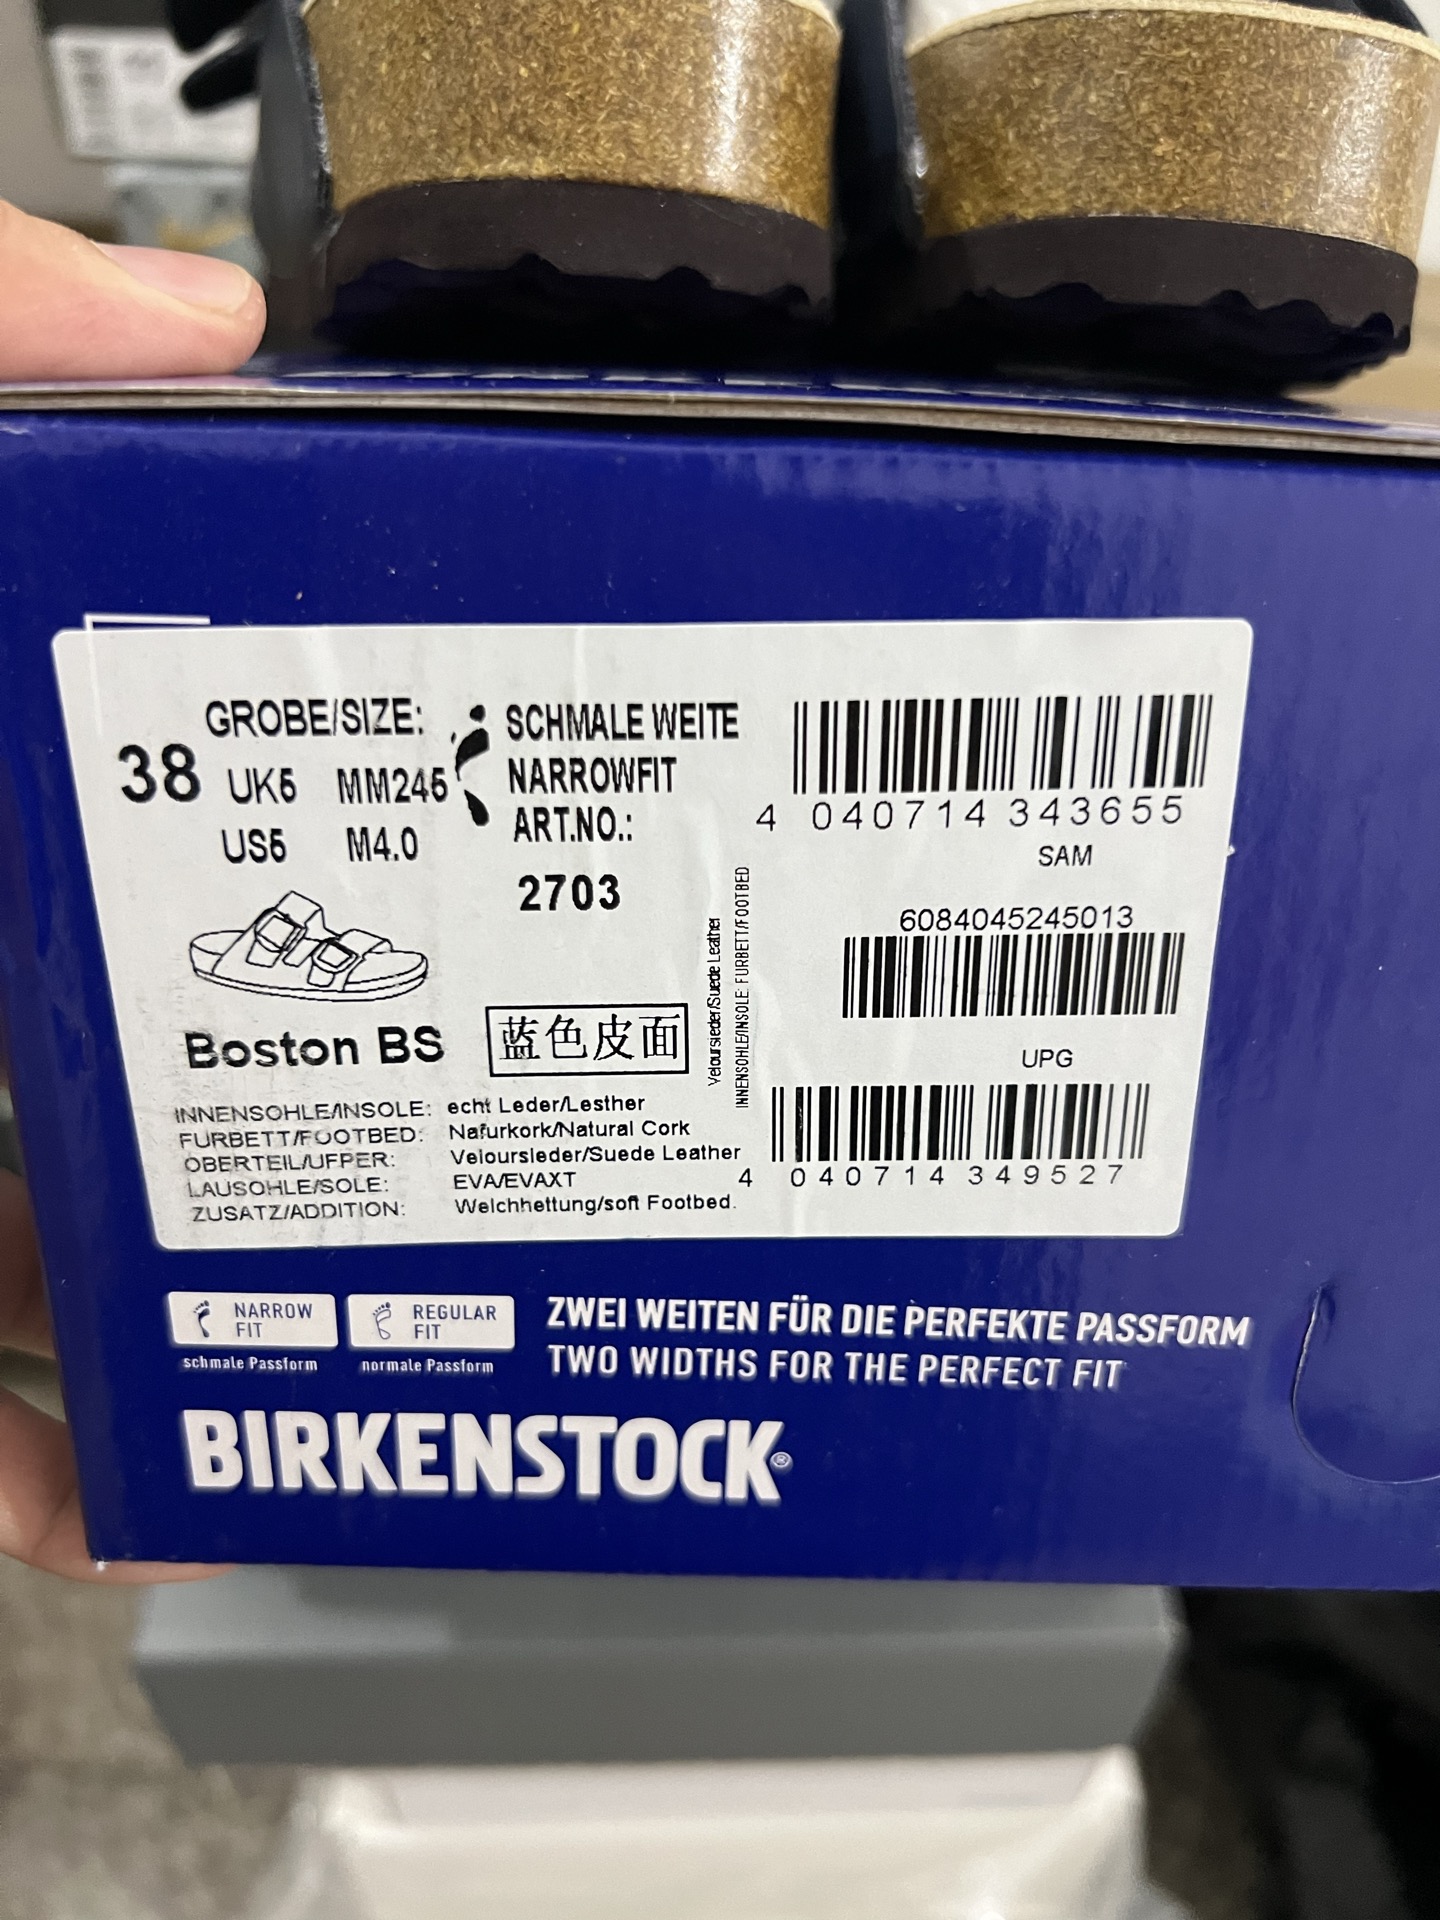 GROBE/SIZE:
38
UK5 MM245
US5 M4.0
SCHMALE WEITE
NARROWFIT
ART.NO.:
2703
4 040714 343655
SAM
6084045245013
UPG
4 040714 349527
Boston BS
蓝色皮面
Veloursleder/Suede Leather
INNENSOHLE/INSOLE: FURBETT/FOOTBED
INNENSOHLE/INSOLE: echt Leder/Lesther
FURBETT/FOOTBED: Nafurkork/Natural Cork
OBERTEIL/UFPER: Veloursleder/Suede Leather
LAUSOHLE/SOLE: EVA/EVAXT
ZUSATZ/ADDITION: Welchhettung/soft Footbed.
NARROW
FIT
schmale Passform
REGULAR
FIT
normale Passform
ZWEI WEITEN FÜR DIE PERFEKTE PASSFORM
TWO WIDTHS FOR THE PERFECT FIT
BIRKENSTOCK®